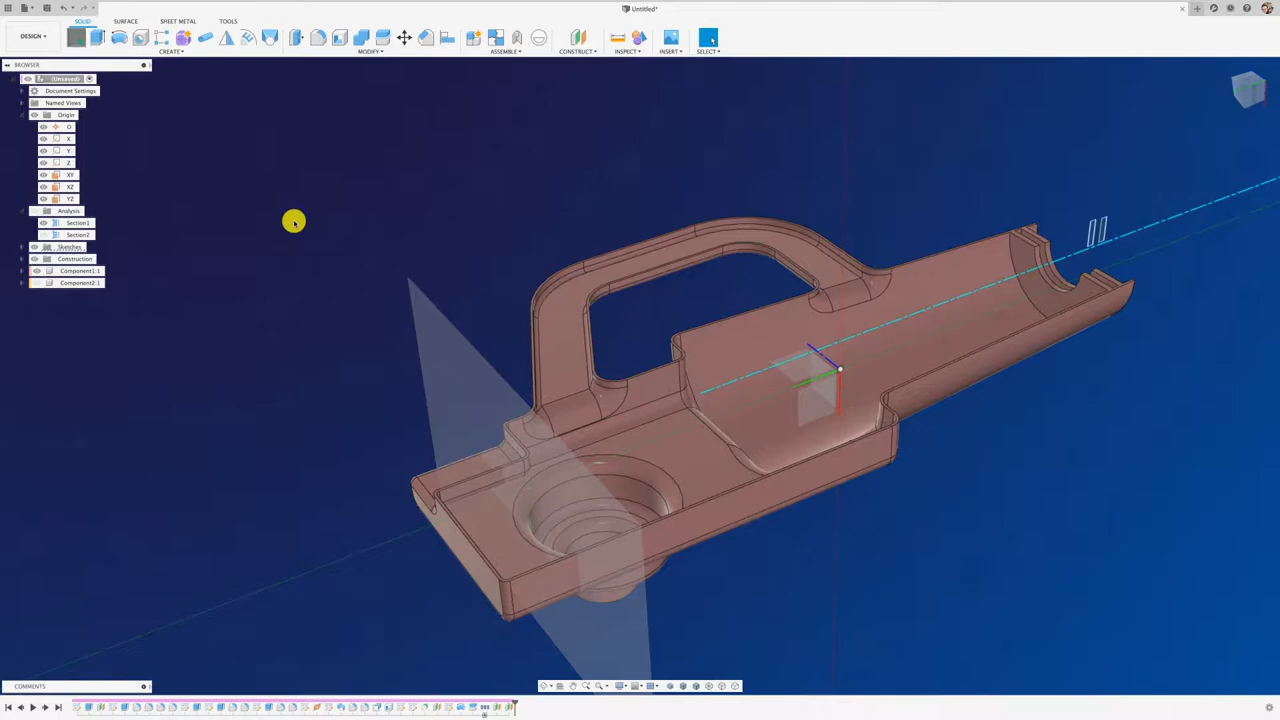 Untitled*
DESIGN
SOLID SURFACE SHEET METAL TOOLS
CREATE MODIFY ASSEMBLE CONSTRUCT INSPECT INSERT SELECT
BROWSER
(Unsaved)
Document Settings
Named Views
Origin
O
X
Y
Z
XY
XZ
YZ
Analysis
Section1
Section2
Sketches
Construction
Component1:1
Component2:1
COMMENTS